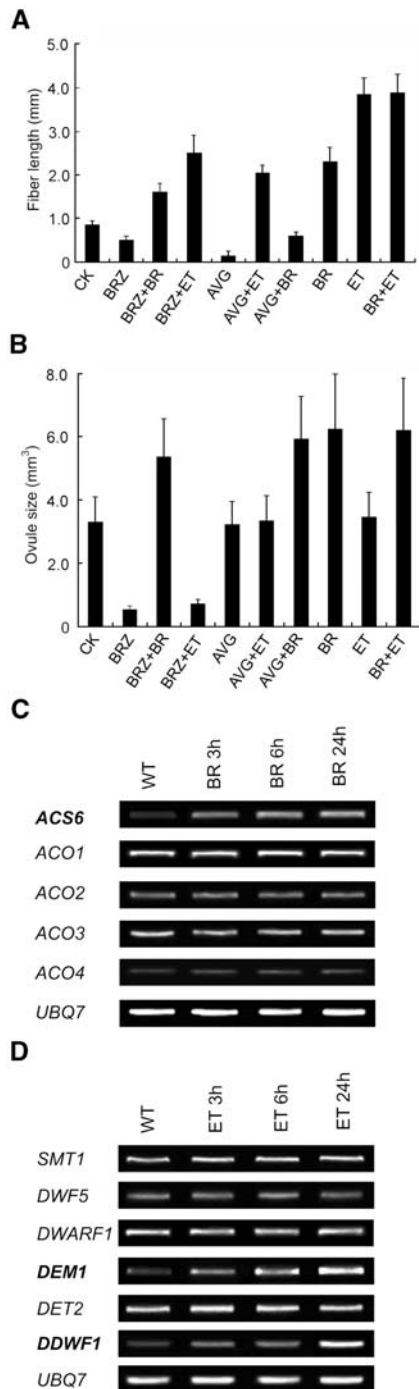 A
Fiber length (mm)
5.0
4.0
3.0
2.0
1.0
0
CK BRZ BRZ+BR BRZ+ET AVG AVG+ET AVG+BR BR ET BR+ET
B
Ovule size (mm³)
8.0
6.0
4.0
2.0
0
CK BRZ BRZ+BR BRZ+ET AVG AVG+ET AVG+BR BR ET BR+ET
C
WT BR 3h BR 6h BR 24h
ACS6
ACO1
ACO2
ACO3
ACO4
UBQ7
D
WT ET 3h ET 6h ET 24h
SMT1
DWF5
DWARF1
DEM1
DET2
DDWF1
UBQ7